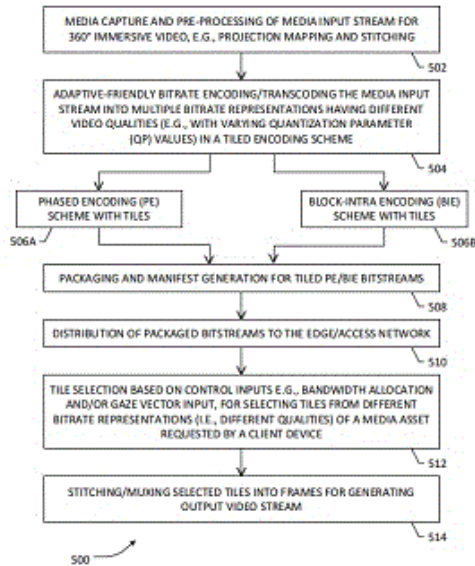 MEDIA CAPTURE AND PRE-PROCESSING OF MEDIA INPUT STREAM FOR
360° IMMERSIVE VIDEO, E.G., PROJECTION MAPPING AND STITCHING
502
ADAPTIVE-FRIENDLY BITRATE ENCODING/TRANSCODING THE MEDIA INPUT
STREAM INTO MULTIPLE BITRATE REPRESENTATIONS HAVING DIFFERENT
VIDEO QUALITIES (E.G., WITH VARYING QUANTIZATION PARAMETER
(QP) VALUES) IN A TILED ENCODING SCHEME
504
PHASED ENCODING (PE)
SCHEME WITH TILES
506A
BLOCK-INTRA ENCODING (BIE)
SCHEME WITH TILES
506B
PACKAGING AND MANIFEST GENERATION FOR TILED PE/BIE BITSTREAMS
508
DISTRIBUTION OF PACKAGED BITSTREAMS TO THE EDGE/ACCESS NETWORK
510
TILE SELECTION BASED ON CONTROL INPUTS E.G., BANDWIDTH ALLOCATION
AND/OR GAZE VECTOR INPUT, FOR SELECTING TILES FROM DIFFERENT
BITRATE REPRESENTATIONS (I.E., DIFFERENT QUALITIES) OF A MEDIA ASSET
REQUESTED BY A CLIENT DEVICE
512
STITCHING/MUXING SELECTED TILES INTO FRAMES FOR GENERATING
OUTPUT VIDEO STREAM
514
500